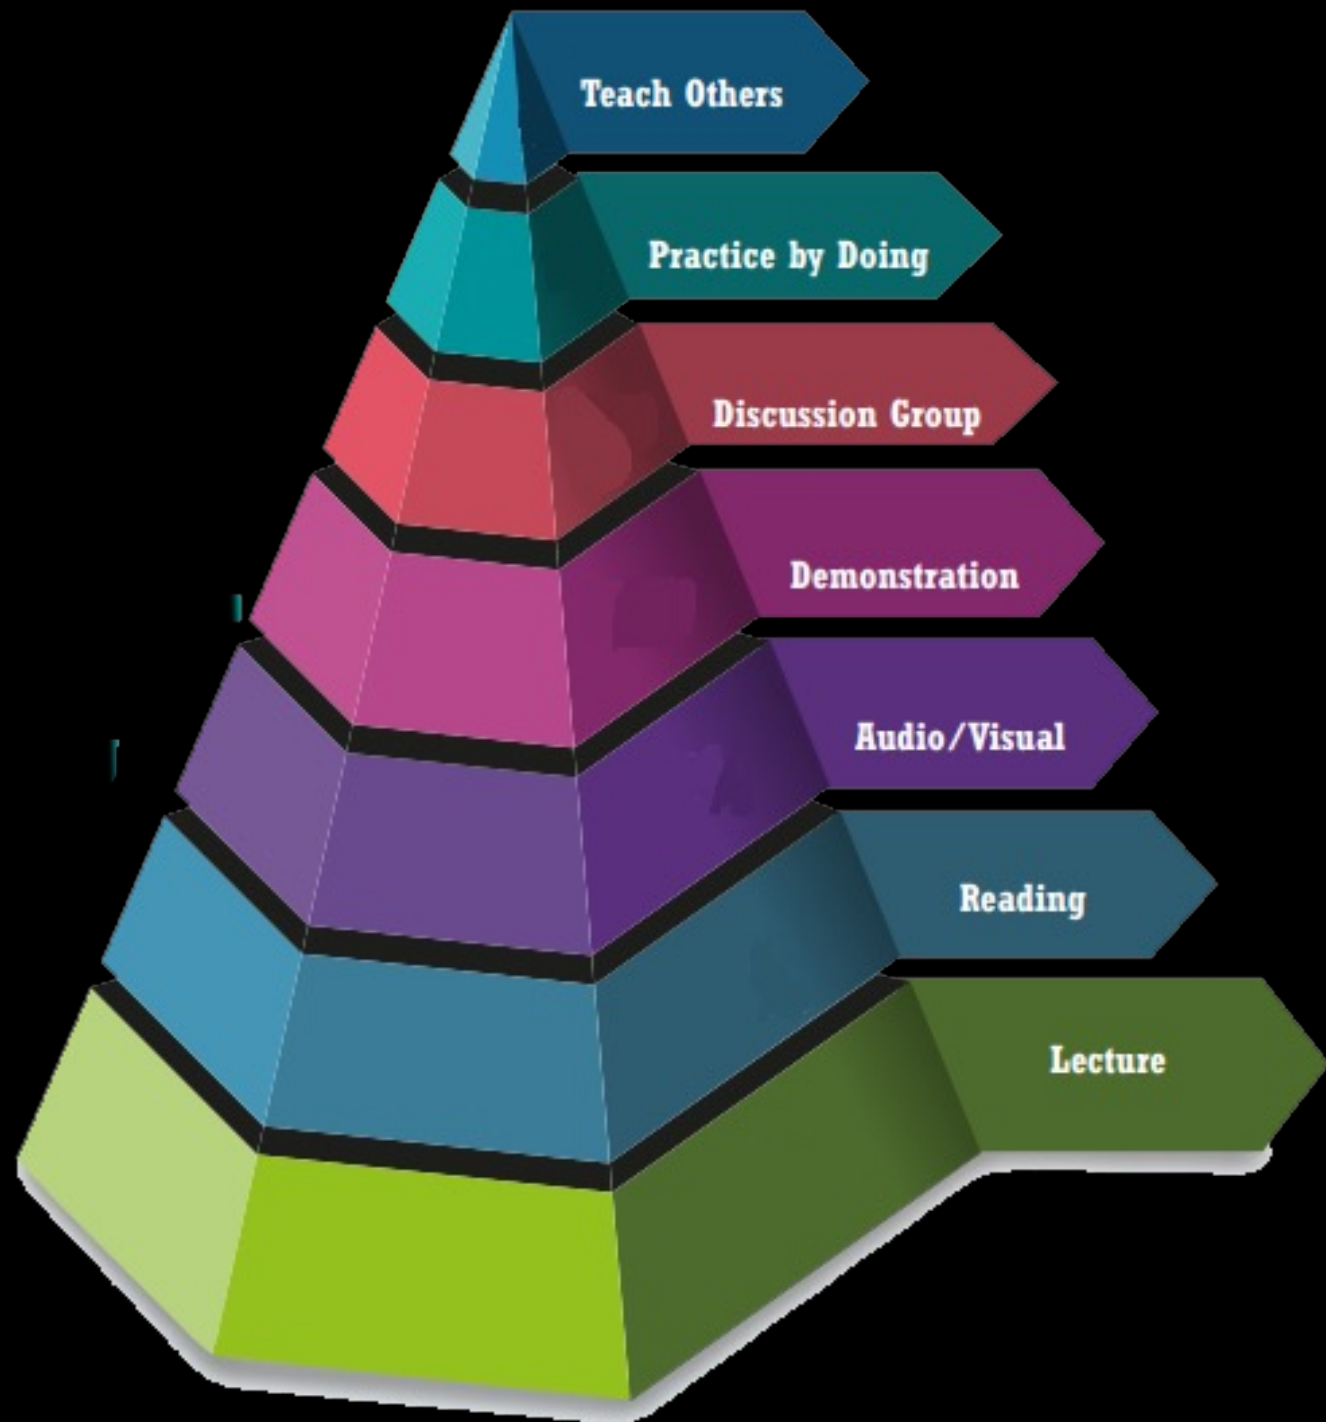 Teach Others
Practice by Doing
Discussion Group
Demonstration
Audio/Visual
Reading
Lecture